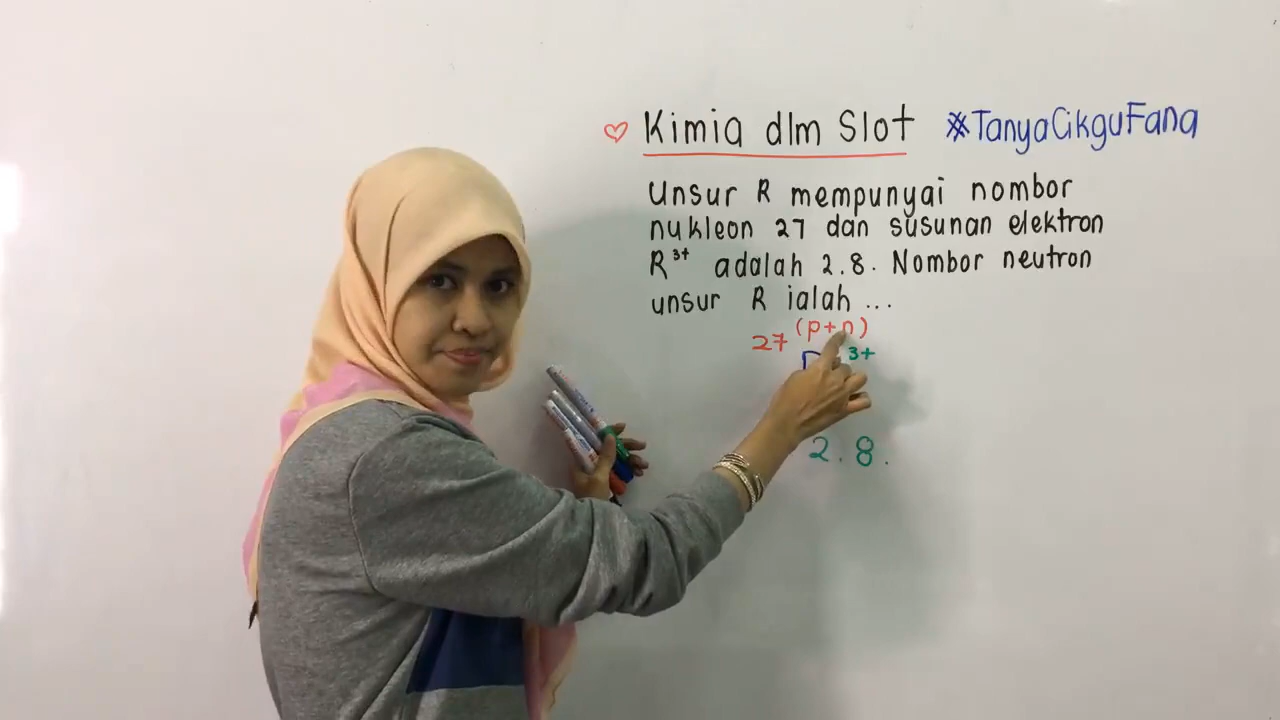 Kimia dlm Slot #TanyaCikguFana
Unsur R mempunyai nombor
nukleon 27 dan susunan elektron
R³⁺ adalah 2.8. Nombor neutron
unsur R ialah ...
27 (p+n)
3+
2.8.